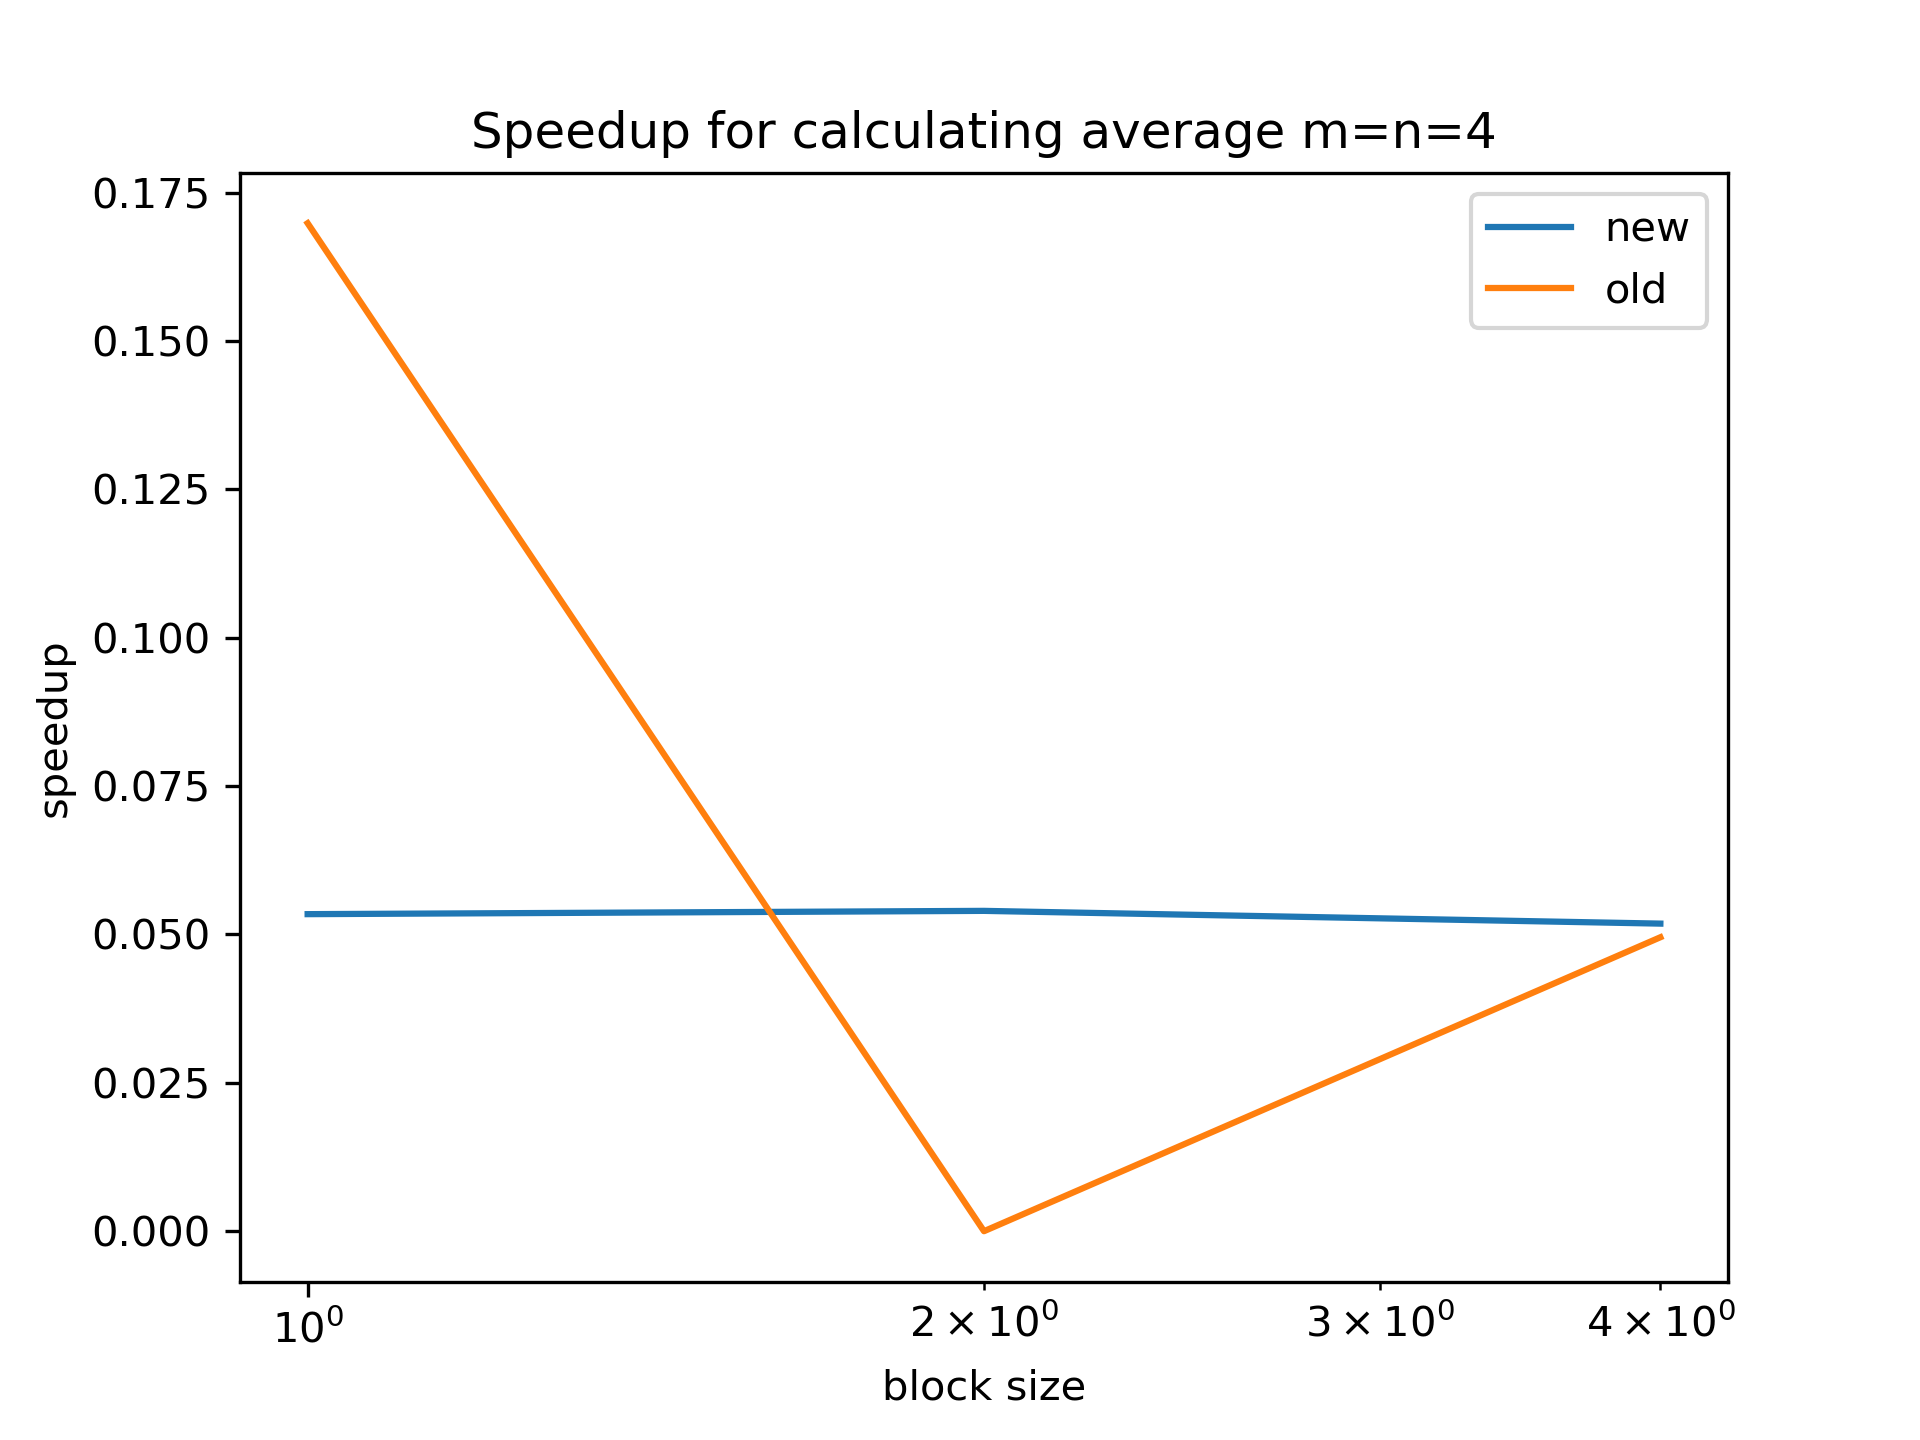 Speedup for calculating average m=n=4
new
old
0.175
0.150
0.125
0.100
0.075
0.050
0.025
0.000
speedup
10⁰
2 × 10⁰
3 × 10⁰
4 × 10⁰
block size